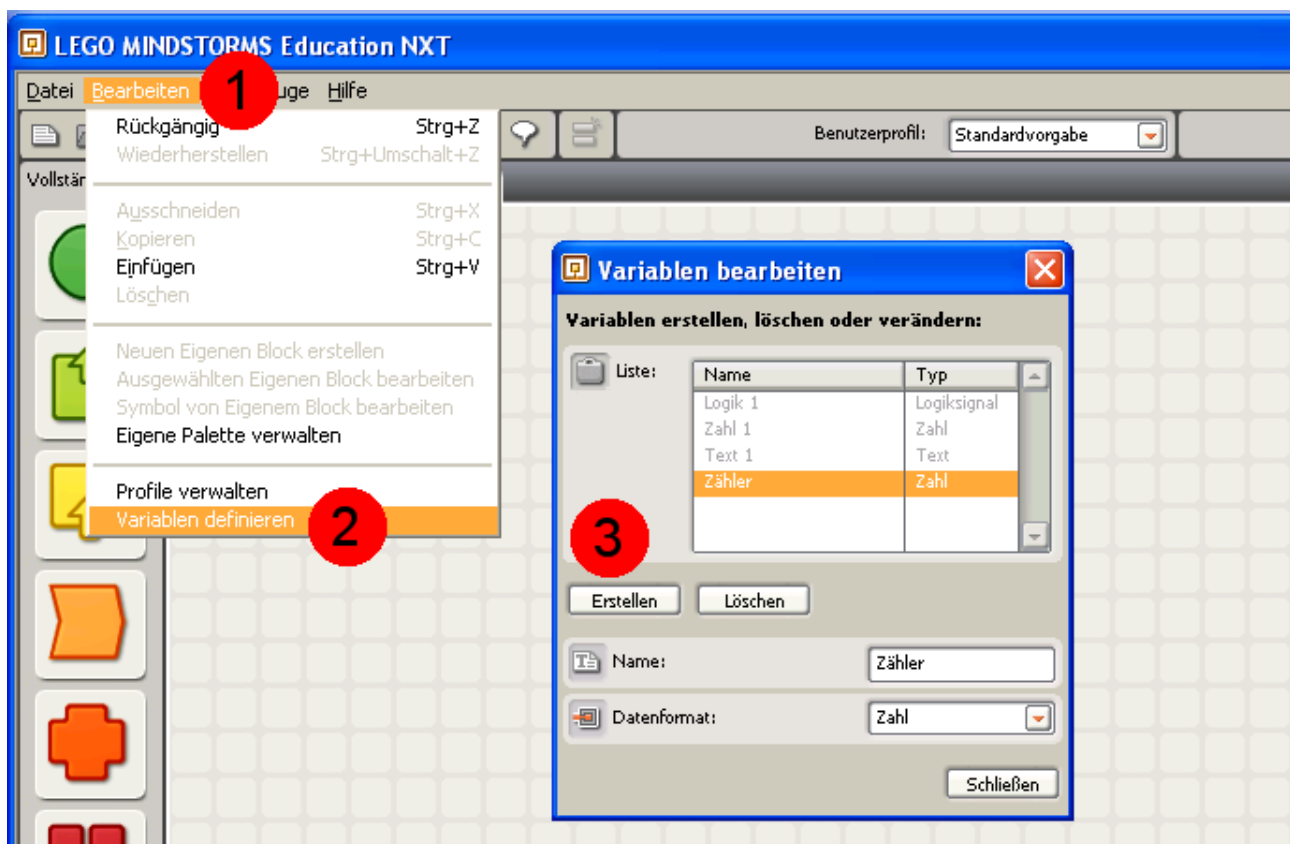 LEGO MINDSTORMS Education NXT
Datei Bearbeiten 1 uge Hilfe
Rückgängig Strg+Z
Wiederherstellen Strg+Umschalt+Z
Benutzerprofil: Standardvorgabe
Vollstän
Ausschneiden Strg+X
Kopieren Strg+C
Einfügen Strg+V
Löschen
Neuen Eigenen Block erstellen
Ausgewählten Eigenen Block bearbeiten
Symbol von Eigenem Block bearbeiten
Eigene Palette verwalten
Profile verwalten
Variablen definieren 2
Variablen bearbeiten
Variablen erstellen, löschen oder verändern:
Liste: Name Typ
Logik 1 Logiksignal
Zahl 1 Zahl
Text 1 Text
Zähler Zahl
3
Erstellen Löschen
Name: Zähler
Datenformat: Zahl
Schließen